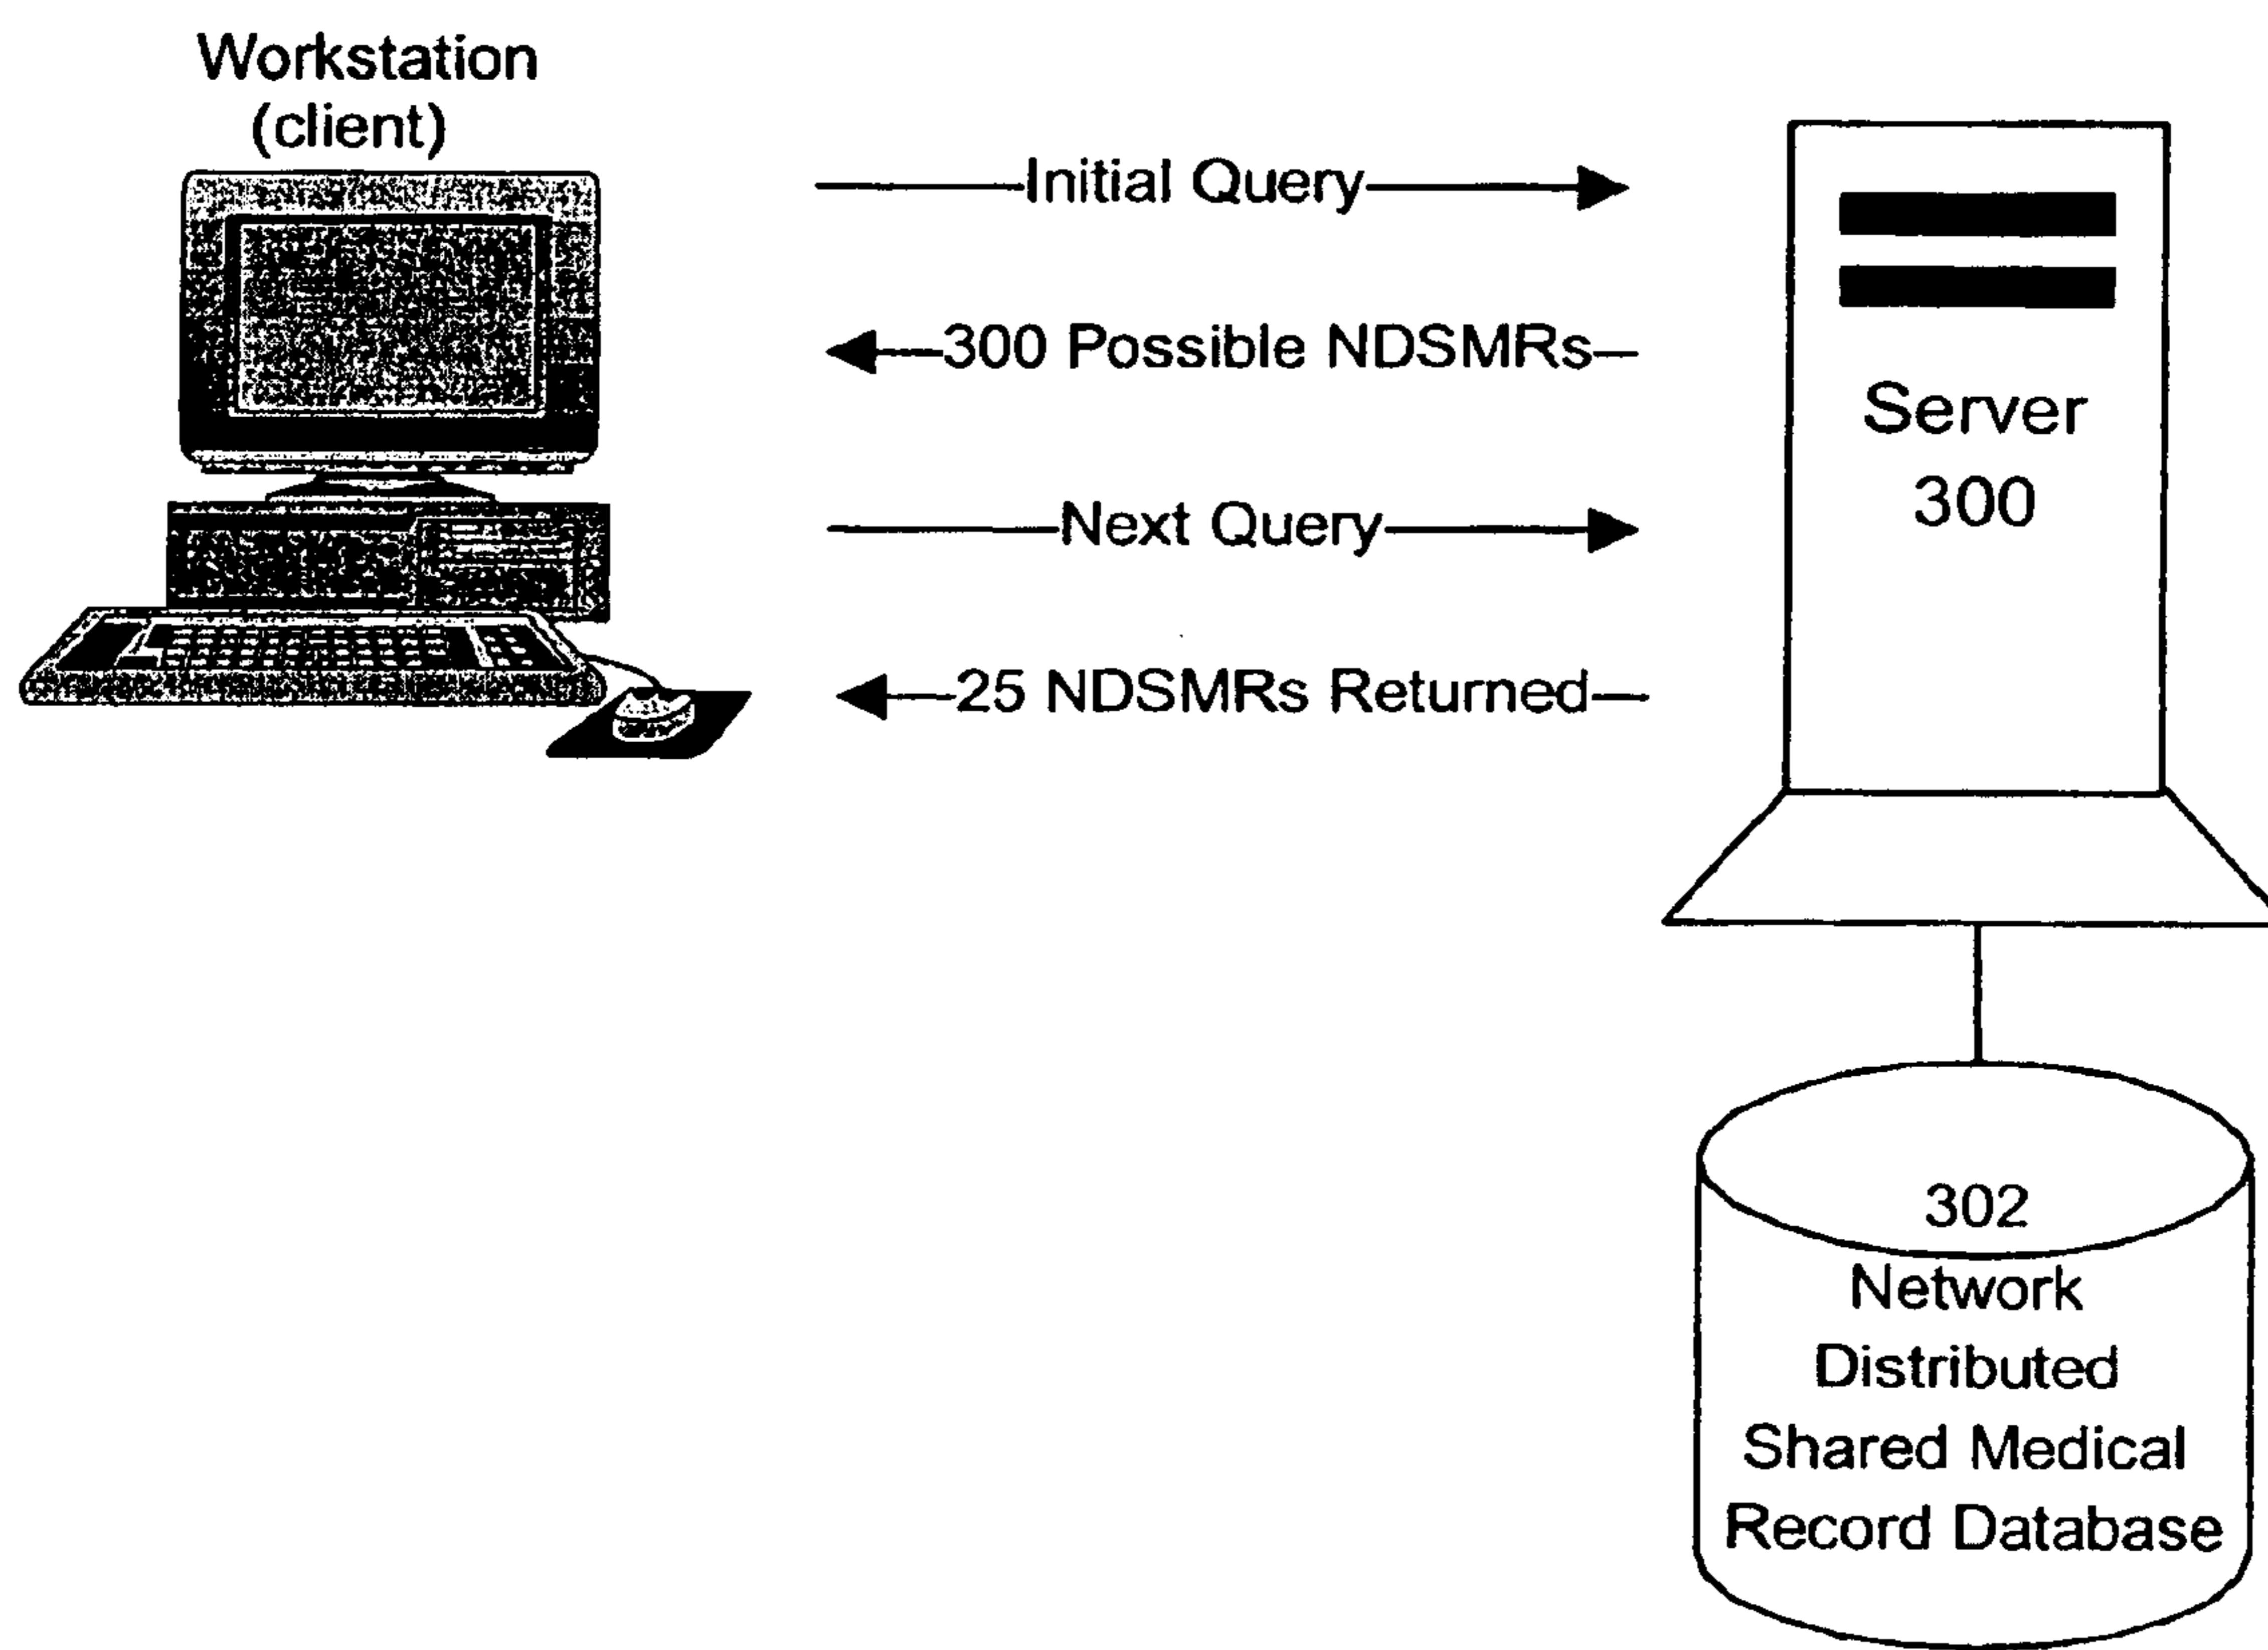 Workstation
(client)
Initial Query
300 Possible NDSMRs
Next Query
25 NDSMRs Returned
Server
300
302
Network
Distributed
Shared Medical
Record Database